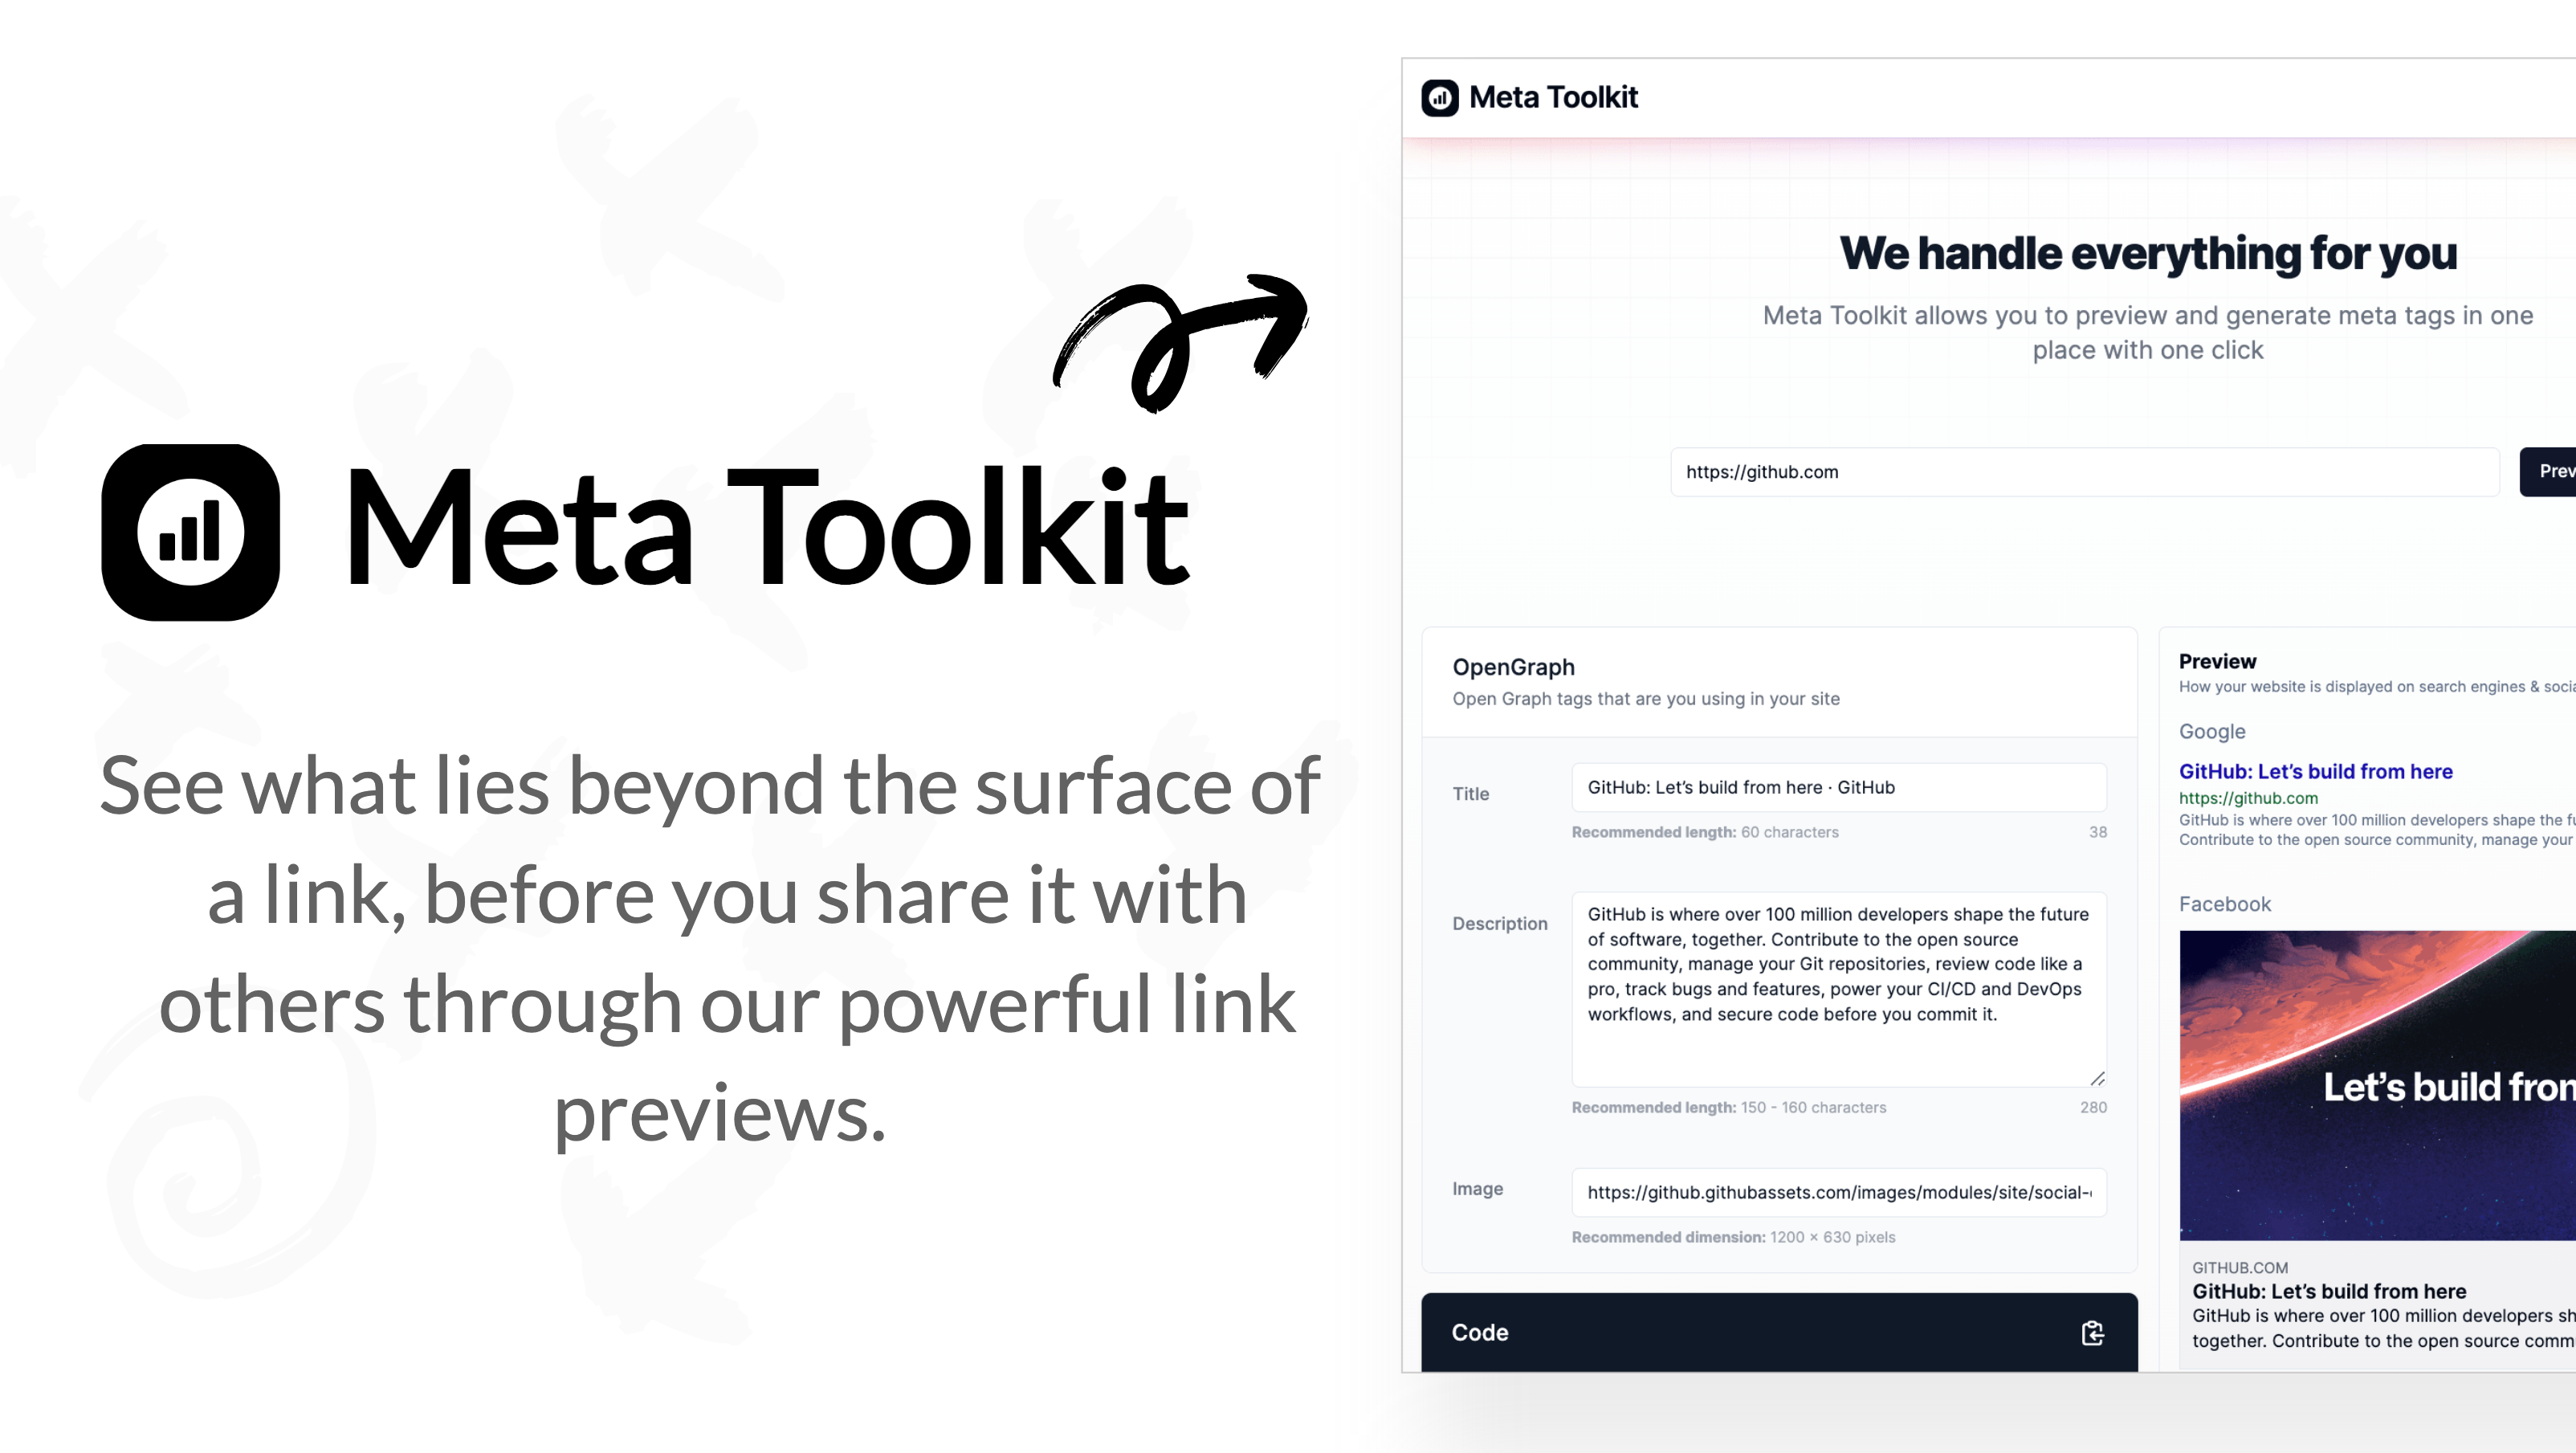 Meta Toolkit
See what lies beyond the surface of
a link, before you share it with
others through our powerful link
previews.
Meta Toolkit
We handle everything for you
Meta Toolkit allows you to preview and generate meta tags in one
place with one click
https://github.com
OpenGraph
Open Graph tags that are you using in your site
Title
GitHub: Let’s build from here · GitHub
Recommended length: 60 characters
38
Description
GitHub is where over 100 million developers shape the future
of software, together. Contribute to the open source
community, manage your Git repositories, review code like a
pro, track bugs and features, power your CI/CD and DevOps
workflows, and secure code before you commit it.
Recommended length: 150 - 160 characters
280
Image
https://github.githubassets.com/images/modules/site/social-
Recommended dimension: 1200 × 630 pixels
Code
Preview
How your website is displayed on search engines &
Google
GitHub: Let’s build from here
https://github.com
GitHub is where over 100 million developers shape the
Contribute to the open source community, manage your
Facebook
Let’s build
GITHUB.COM
GitHub: Let’s build from here
GitHub is where over 100 million developers
together. Contribute to the open source